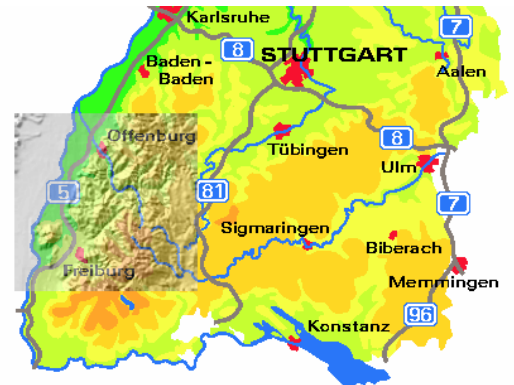 Karlsruhe
7
8
STUTTGART
Baden -
Baden
Aalen
Offenburg
Tübingen
8
Ulm
5
81
7
Sigmaringen
Biberach
Freiburg
Memmingen
96
Konstanz